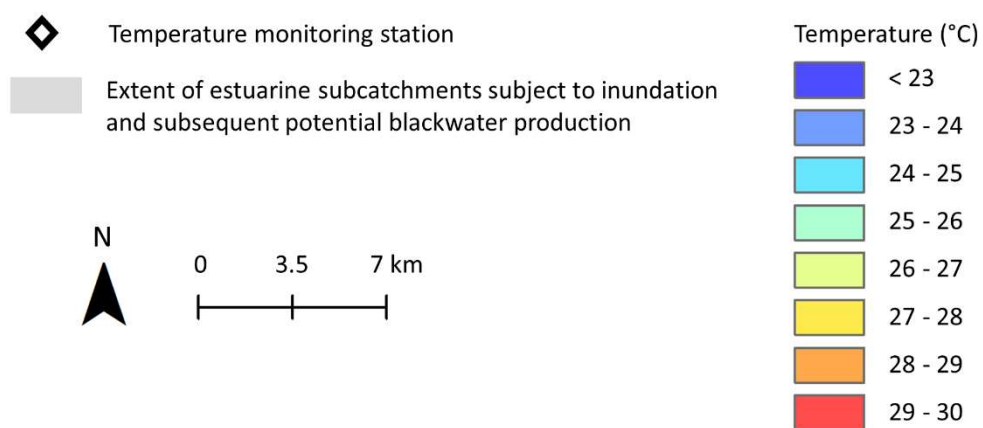 Temperature monitoring station
Extent of estuarine subcatchments subject to inundation
and subsequent potential blackwater production
N
0 3.5 7 km
Temperature (°C)
< 23
23 - 24
24 - 25
25 - 26
26 - 27
27 - 28
28 - 29
29 - 30